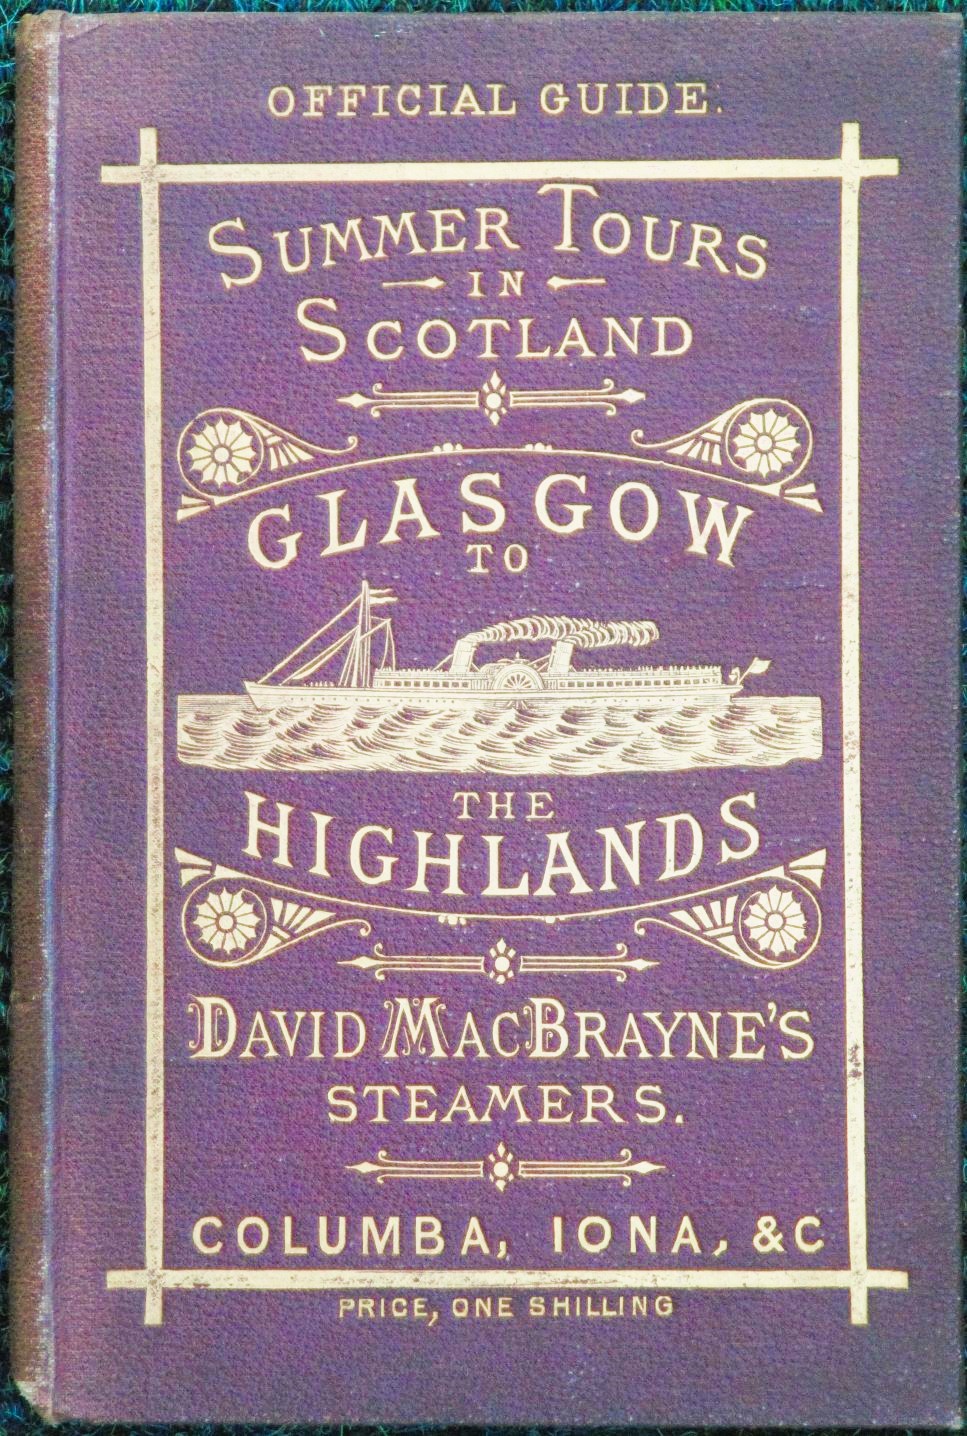 OFFICIAL GUIDE.
SUMMER TOURS
IN
SCOTLAND
GLASGOW
TO
THE
HIGHLANDS
DAVID MACBRAYNE'S
STEAMERS.
COLUMBA, IONA, &C
PRICE, ONE SHILLING